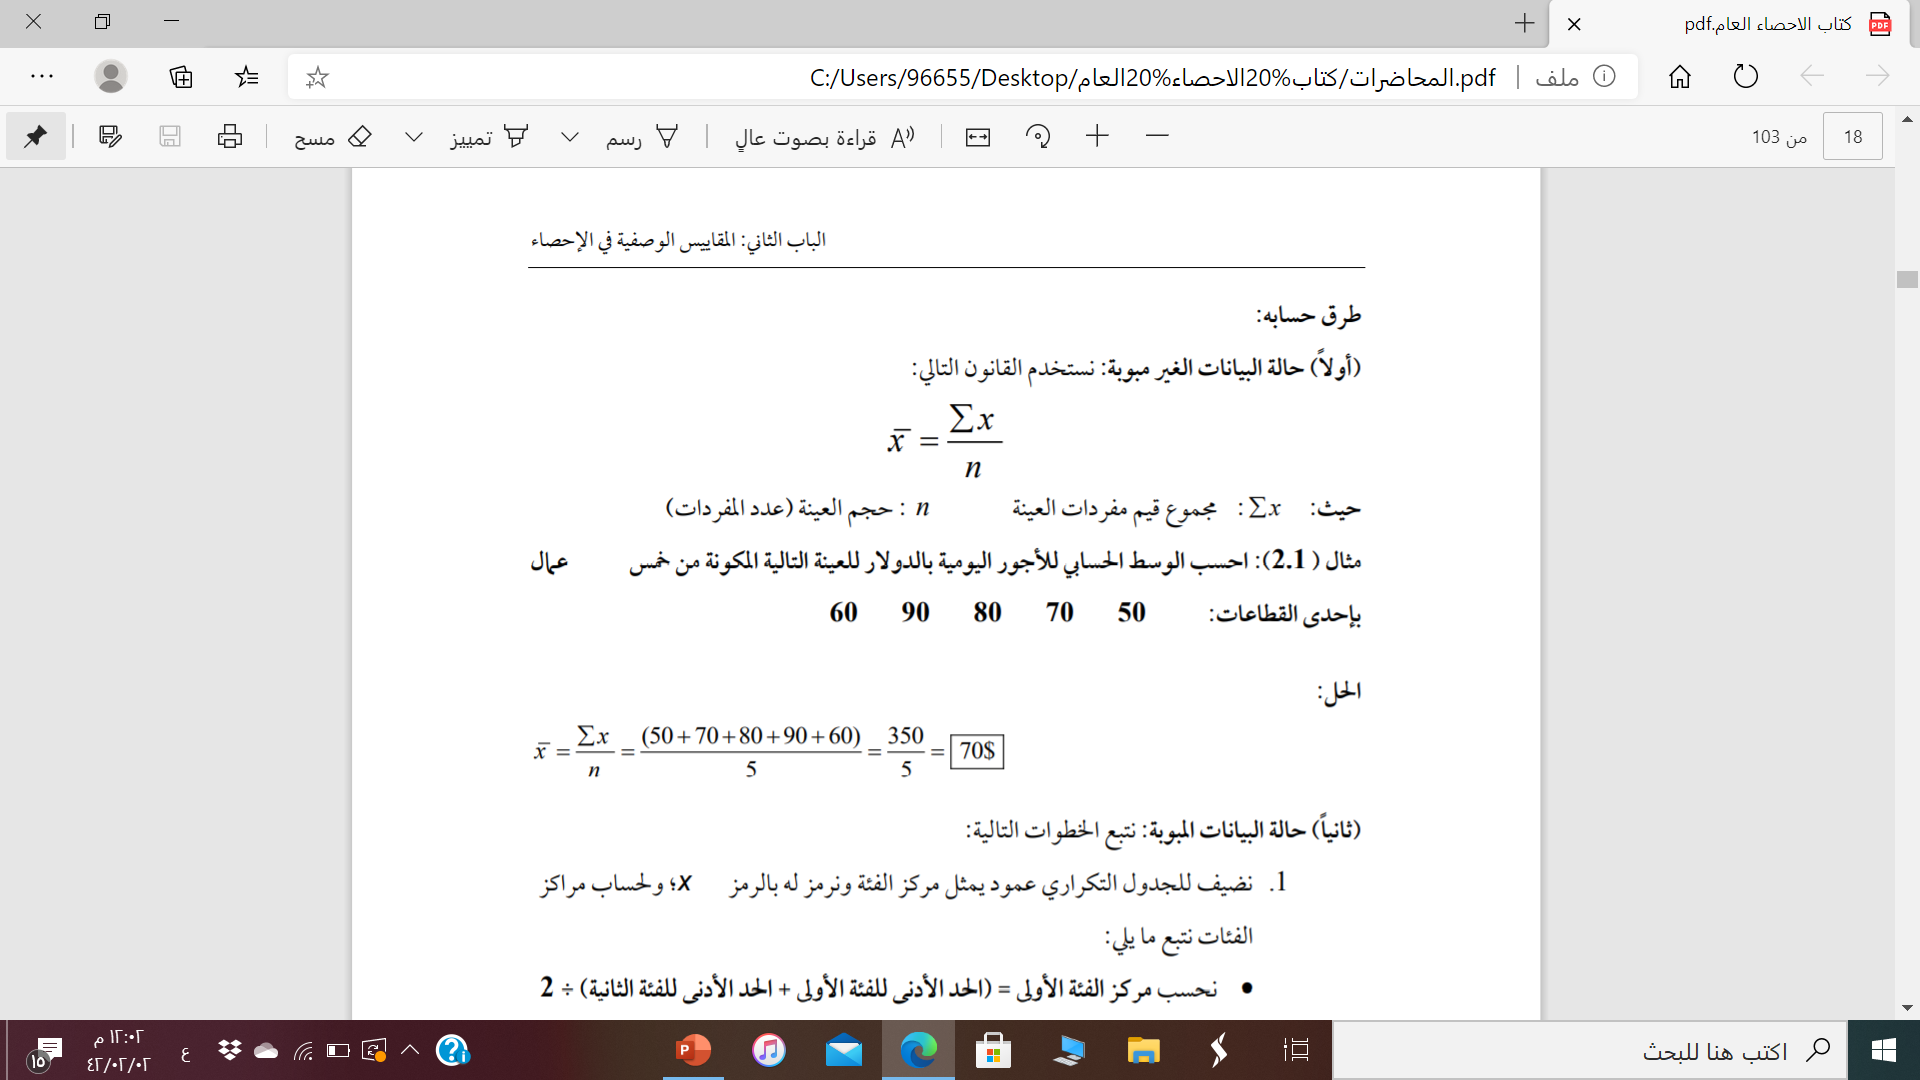 كتاب الاحصاء العام.pdf
ملف
C:/Users/96655/Desktop/المحاضرات/كتاب%20الاحصاء%20العام.pdf
18
من 103
قراءة بصوت عالٍ
رسم
تمييز
مسح
الباب الثاني: المقاييس الوصفية في الإحصاء
طرق حسابه:
(أولاً) حالة البيانات الغير مبوبة: نستخدم القانون التالي:
x̄ = ∑x / n
حيث: ∑x : مجموع قيم مفردات العينة n : حجم العينة (عدد المفردات)
مثال ( 2.1): احسب الوسط الحسابي للأجور اليومية بالدولار للعينة التالية المكونة من خمس عمال
بإحدى القطاعات: 50 70 80 90 60
الحل:
x̄ = ∑x / n = (50+70+80+90+60) / 5 = 350 / 5 = 70$
(ثانياً) حالة البيانات المبوبة: نتبع الخطوات التالية:
1. نضيف للجدول التكراري عمود يمثل مركز الفئة ونرمز له بالرمز x؛ ولحساب مراكز
الفئات نتبع ما يلي:
• نحسب مركز الفئة الأولى = (الحد الأدنى للفئة الأولى + الحد الأدنى للفئة الثانية) ÷ 2
اكتب هنا للبحث
ع
١٢:٠٢ م
٤٢/٠٢/٠٢
١٥